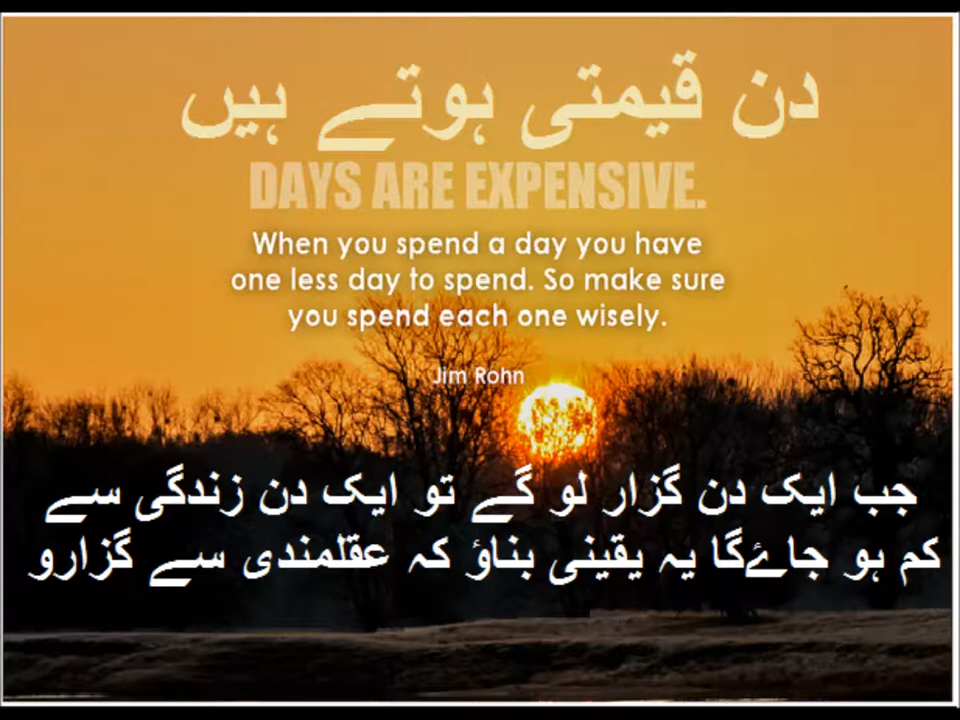 دن قیمتی ہوتے ہیں
DAYS ARE EXPENSIVE.
When you spend a day you have
one less day to spend. So make sure
you spend each one wisely.
Jim Rohn
جب ایک دن گزار لو گے تو ایک دن زندگی سے
کم ہو جاۓگا یہ یقینی بناؤ کہ عقلمندی سے گزارو